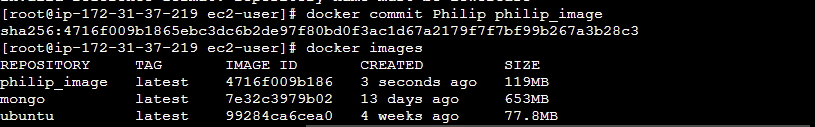 [root@ip-172-31-37-219 ec2-user]# docker commit Philip philip_image
sha256:4716f009b1865ebc3dc6b2de97f80bd0f3ac1d67a2179f7f7bf99b267a3b28c3
[root@ip-172-31-37-219 ec2-user]# docker images
REPOSITORY TAG IMAGE ID CREATED SIZE
philip_image latest 4716f009b186 3 seconds ago 119MB
mongo latest 7e32c3979b02 13 days ago 653MB
ubuntu latest 99284ca6cea0 4 weeks ago 77.8MB